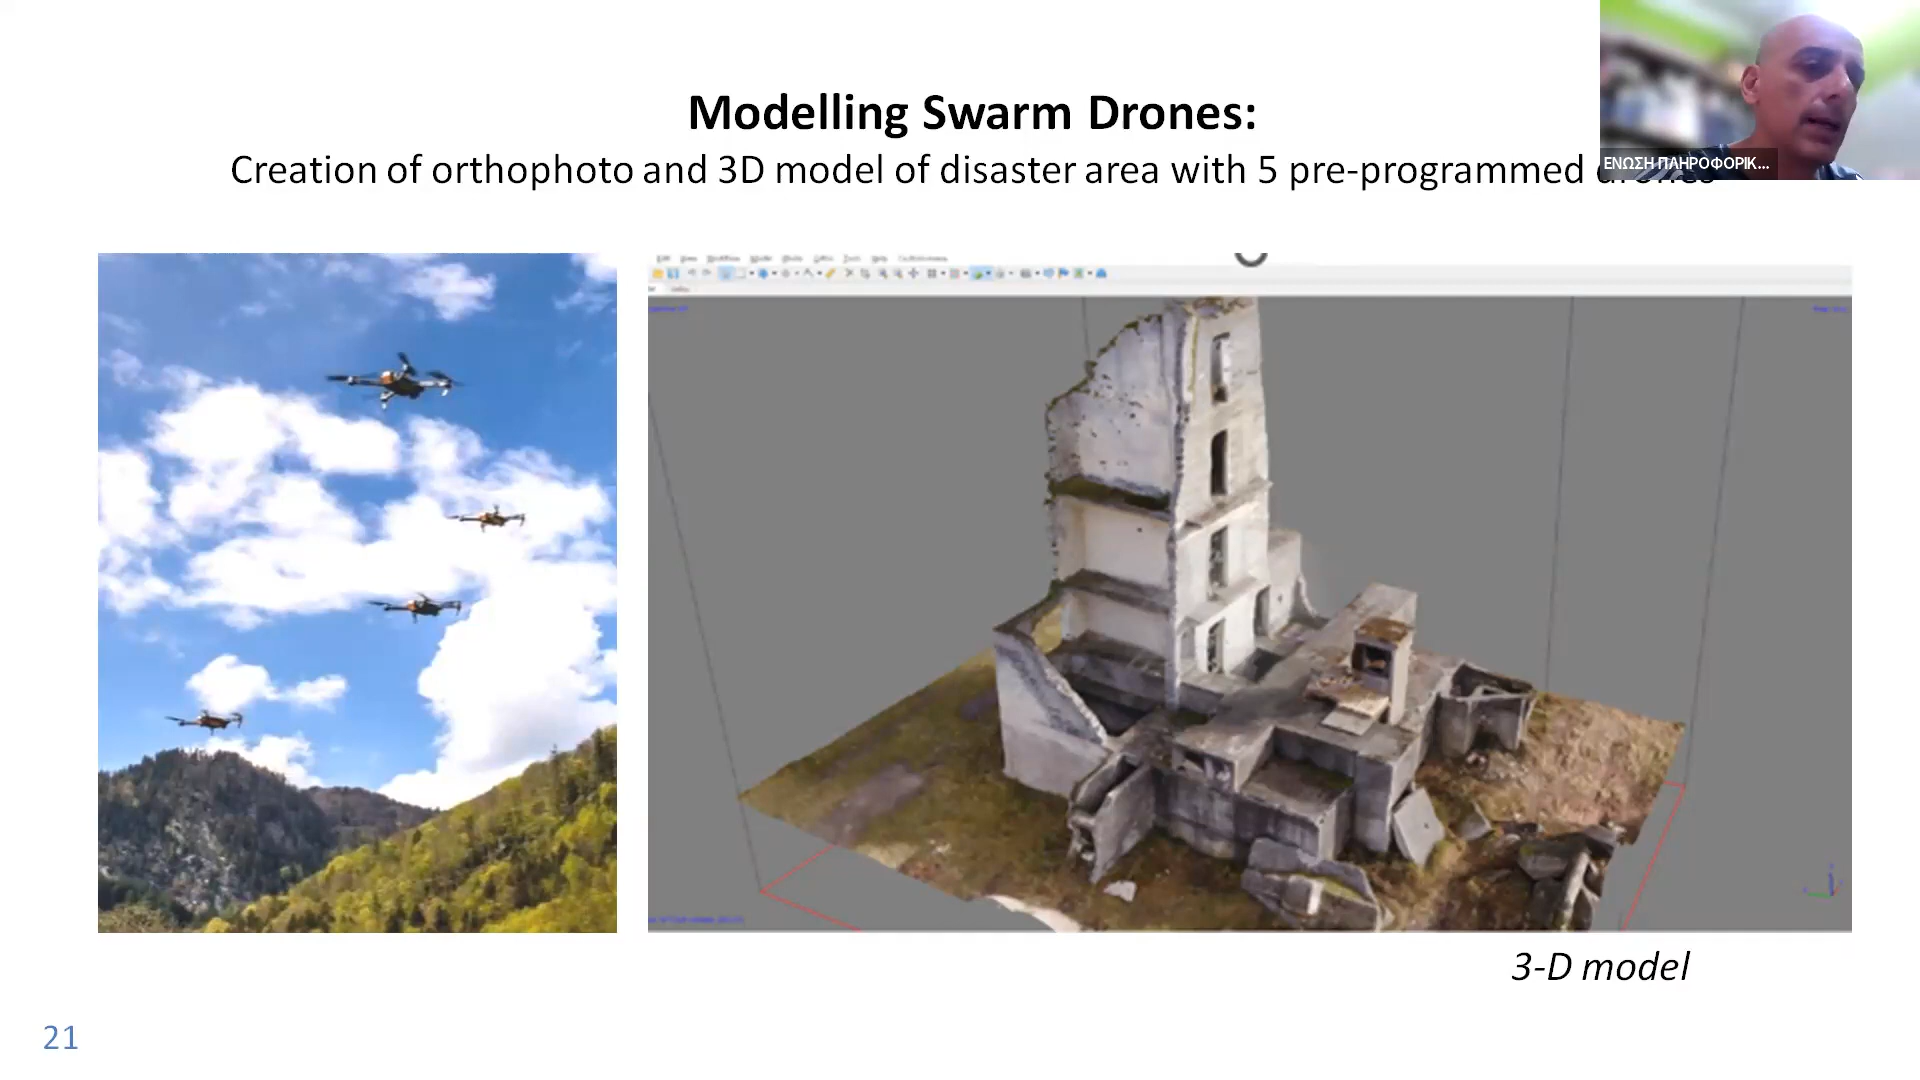 Modelling Swarm Drones:
Creation of orthophoto and 3D model of disaster area with 5 pre-programmed drones
ΕΝΩΣΗ ΠΛΗΡΟΦΟΡΙΚ...
3-D model
21